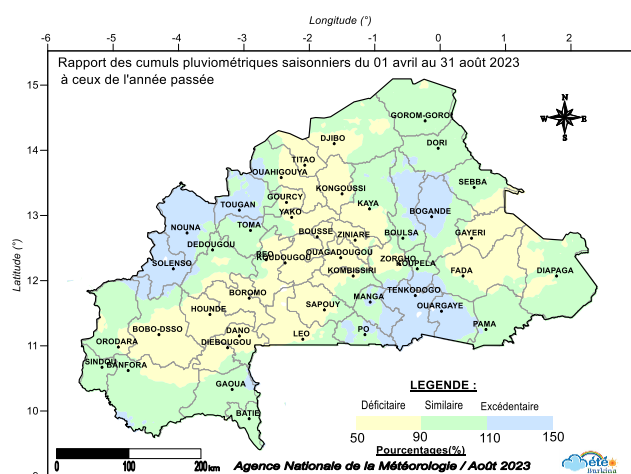 Longitude (°)
-6 -5 -4 -3 -2 -1 0 1 2
Rapport des cumuls pluviométriques saisonniers du 01 avril au 31 août 2023
à ceux de l'année passée
15
14
13
12
11
10
9
Latitude (°)
N
W E
S
GOROM-GOROM
DJIBO
DORI
TITAO
OUAHIGOUYA
SEBBA
KONGOUSSI
GOURCY
TOUGAN
KAYA
YAKO
BOGANDE
NOUNA
TOMA
BOUSSE
ZINIARE
BOULSA
GAYERI
DEDOUGOU
REO
KOUDOUGOU
OUAGADOUGOU
ZORGHO
KOUPELA
SOLENSO
KOMBISSIRI
FADA
DIAPAGA
BOROMO
MANGA
TENKODOGO
HOUNDE
SAPOUY
OUARGAYE
BOBO-DSSO
DANO
LEO
PO
PAMA
ORODARA
DIEBOUGOU
SINDOU
BANFORA
GAOUA
BATIE
LEGENDE :
Déficitaire Similaire Excédentaire
50 90 110 150
Pourcentages(%)
0 100 200 km
Agence Nationale de la Météorologie / Août 2023
Météo
Burkina